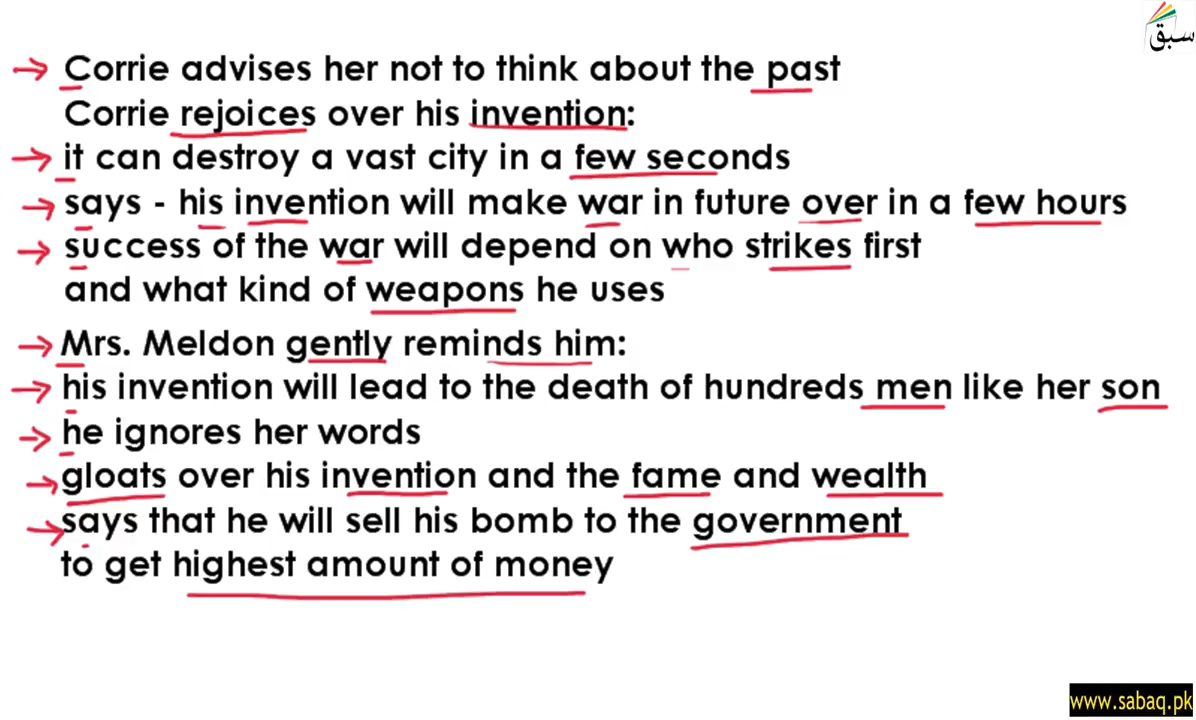 سبق
Corrie advises her not to think about the past
Corrie rejoices over his invention:
it can destroy a vast city in a few seconds
says - his invention will make war in future over in a few hours
success of the war will depend on who strikes first
and what kind of weapons he uses
Mrs. Meldon gently reminds him:
his invention will lead to the death of hundreds men like her son
he ignores her words
gloats over his invention and the fame and wealth
says that he will sell his bomb to the government
to get highest amount of money
www.sabaq.pk